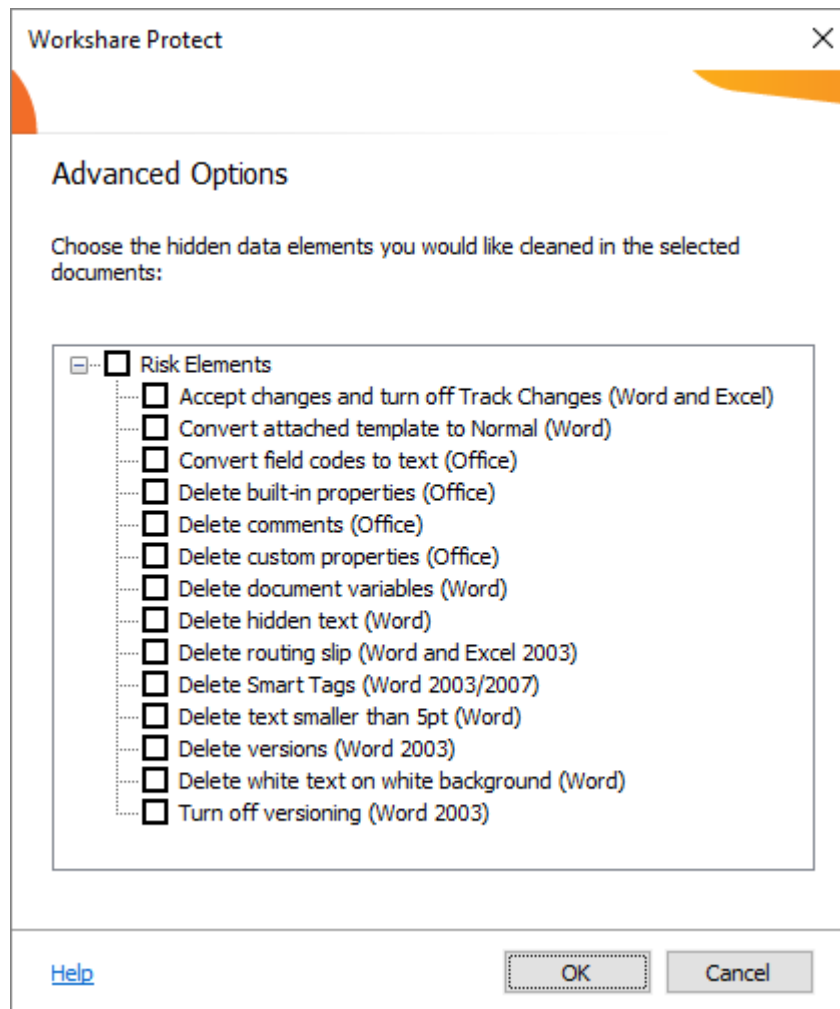 Workshare Protect
Advanced Options
Choose the hidden data elements you would like cleaned in the selected
documents:
Risk Elements
Accept changes and turn off Track Changes (Word and Excel)
Convert attached template to Normal (Word)
Convert field codes to text (Office)
Delete built-in properties (Office)
Delete comments (Office)
Delete custom properties (Office)
Delete document variables (Word)
Delete hidden text (Word)
Delete routing slip (Word and Excel 2003)
Delete Smart Tags (Word 2003/2007)
Delete text smaller than 5pt (Word)
Delete versions (Word 2003)
Delete white text on white background (Word)
Turn off versioning (Word 2003)
Help OK Cancel